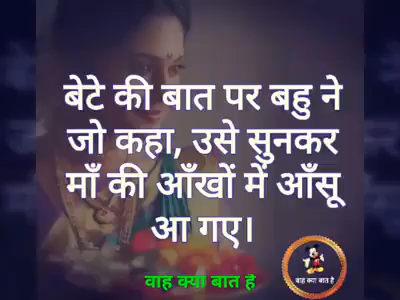 बेटे की बात पर बहु ने
जो कहा, उसे सुनकर
माँ की आँखों में आँसू
आ गए।
वाह क्या बात है
वाह क्या बात है